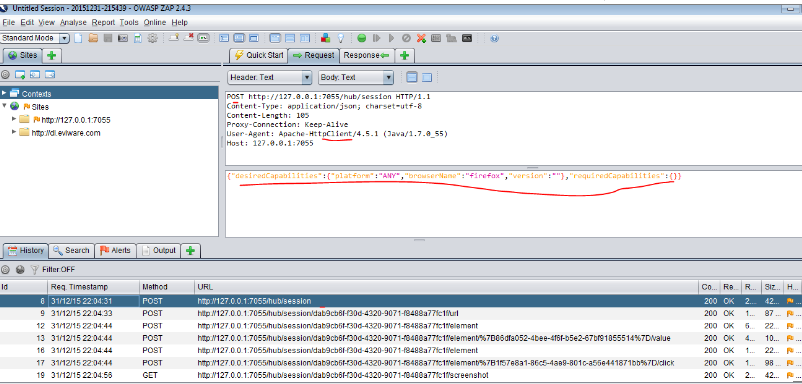 Untitled Session - 20151231-215439 - OWASP ZAP 2.4.3
File Edit View Analyse Report Tools Online Help
Standard Mode
Sites
Quick Start Request Response
Header: Text Body: Text
Contexts
Sites
http://127.0.0.1:7055
http://dl.eviware.com
POST http://127.0.0.1:7055/hub/session HTTP/1.1
Content-Type: application/json; charset=utf-8
Content-Length: 105
Proxy-Connection: Keep-Alive
User-Agent: Apache-HttpClient/4.5.1 (Java/1.7.0_55)
Host: 127.0.0.1:7055
{"desiredCapabilities":{"platform":"ANY","browserName":"firefox","version":""},"requiredCapabilities":{}}
History Search Alerts Output
Filter OFF
Id Req. Timestamp Method URL Co... Re... R... Siz... H...
8 31/12/15 22:04:31 POST http://127.0.0.1:7055/hub/session 200 OK 2... 42...
9 31/12/15 22:04:33 POST http://127.0.0.1:7055/hub/session/dab9cb6f-f30d-4320-9071-f8488a77fc1f/url 200 OK 1... 87 ...
12 31/12/15 22:04:44 POST http://127.0.0.1:7055/hub/session/dab9cb6f-f30d-4320-9071-f8488a77fc1f/element 200 OK 6... 22...
13 31/12/15 22:04:44 POST http://127.0.0.1:7055/hub/session/dab9cb6f-f30d-4320-9071-f8488a77fc1f/element/%7B86dfa052-4bee-4f6f-b5e2-67bf91855514%7D/value 200 OK 4... 10...
16 31/12/15 22:04:44 POST http://127.0.0.1:7055/hub/session/dab9cb6f-f30d-4320-9071-f8488a77fc1f/element 200 OK 1... 22...
17 31/12/15 22:04:44 POST http://127.0.0.1:7055/hub/session/dab9cb6f-f30d-4320-9071-f8488a77fc1f/element/%7B1f57e8a1-86c5-4ae9-801c-a56e441871bb%7D/click 200 OK 1... 98 ...
19 31/12/15 22:04:56 GET http://127.0.0.1:7055/hub/session/dab9cb6f-f30d-4320-9071-f8488a77fc1f/screenshot 200 OK 2... 42...